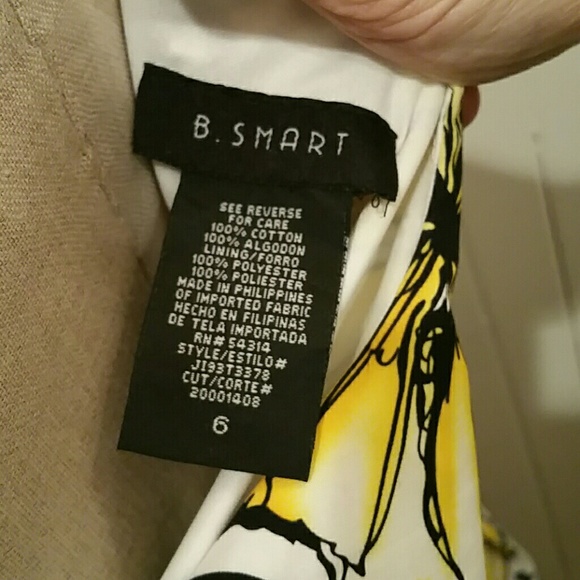 B. SMART
SEE REVERSE
FOR CARE
100% COTTON
100% ALGODON
LINING/FORRO
100% POLYESTER
100% POLIESTER
MADE IN PHILIPPINES
OF IMPORTED FABRIC
HECHO EN FILIPINAS
DE TELA IMPORTADA
RN# 54314
STYLE/ESTILO#
JI93T3378
CUT/CORTE#
20001408
6